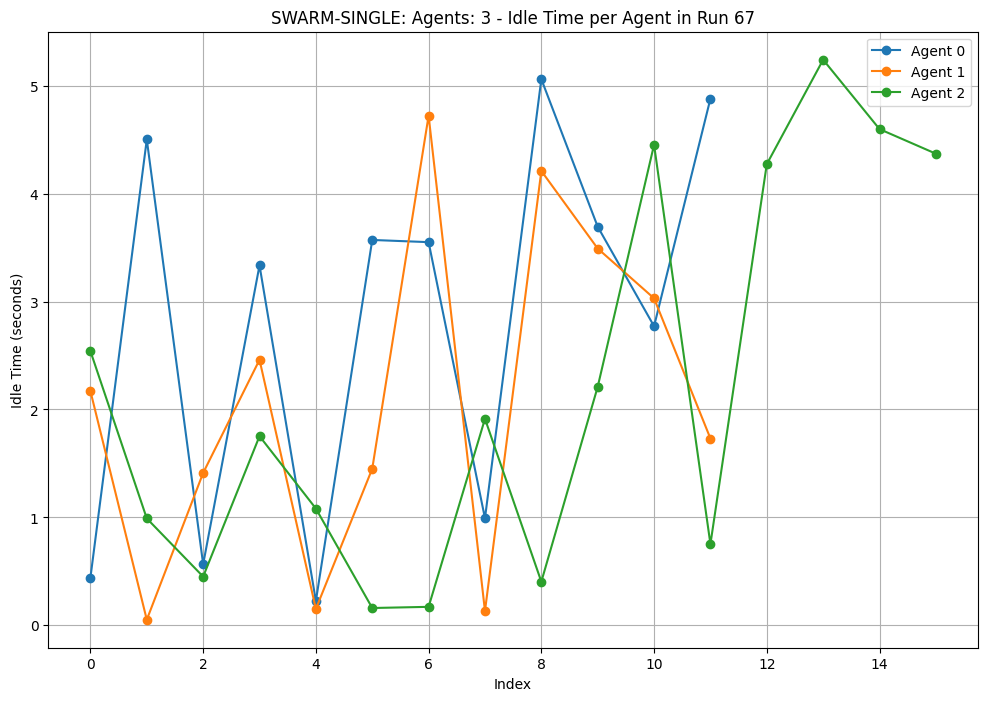 SWARM-SINGLE: Agents: 3 - Idle Time per Agent in Run 67
Agent 0
Agent 1
Agent 2
Idle Time (seconds)
5
4
3
2
1
0
0 2 4 6 8 10 12 14
Index